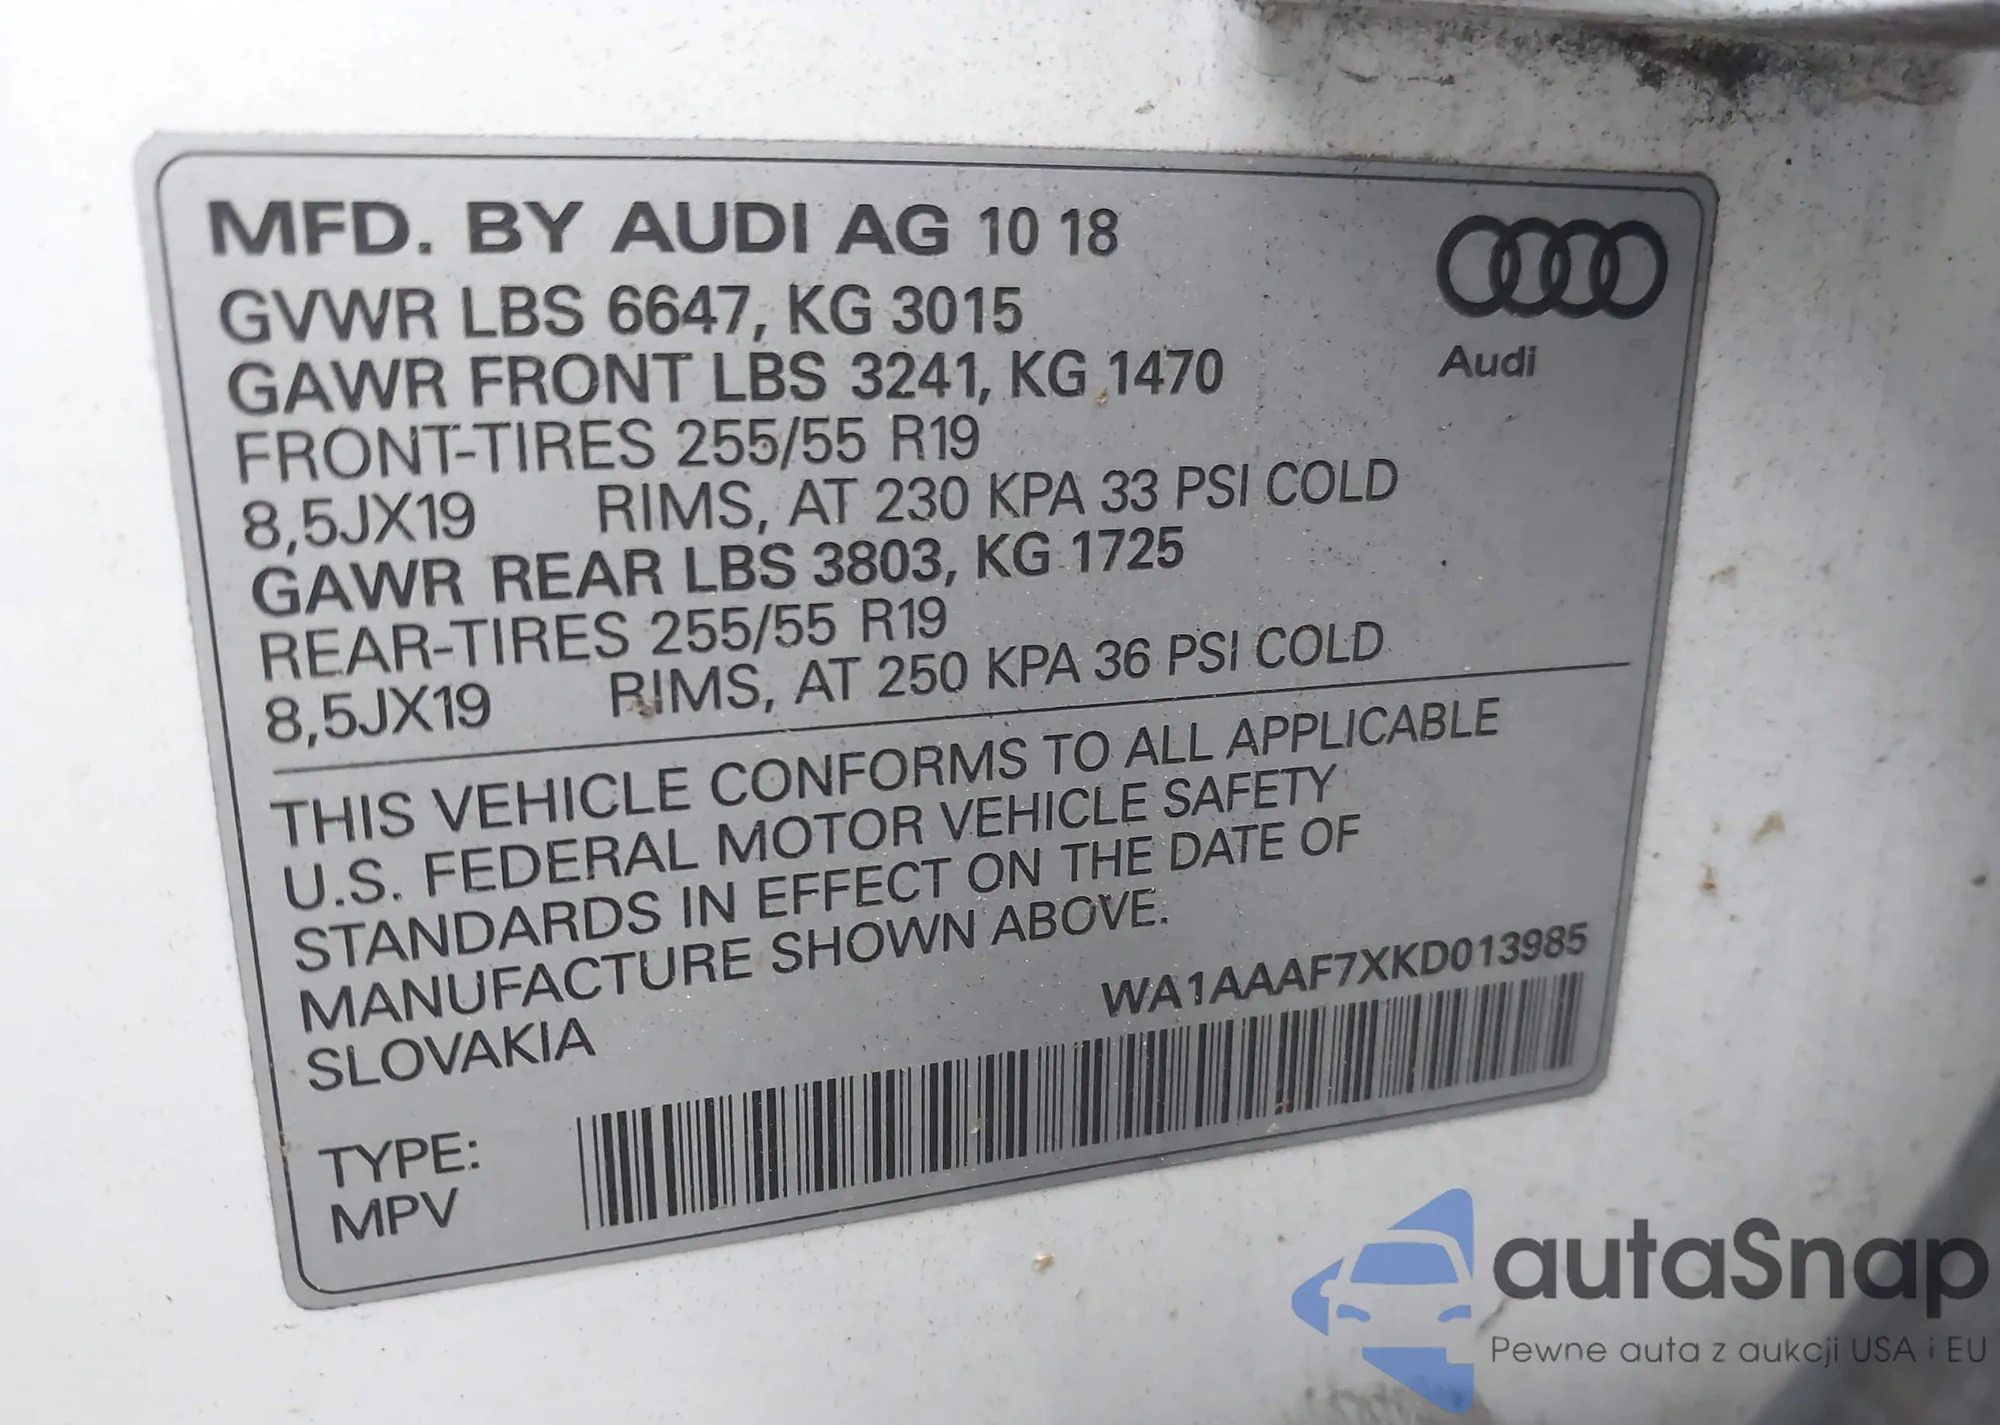 MFD. BY AUDI AG 10 18
GVWR LBS 6647, KG 3015
GAWR FRONT LBS 3241, KG 1470
Audi
FRONT-TIRES 255/55 R19
8,5JX19 RIMS, AT 230 KPA 33 PSI COLD
GAWR REAR LBS 3803, KG 1725
REAR-TIRES 255/55 R19
8,5JX19 RIMS, AT 250 KPA 36 PSI COLD
THIS VEHICLE CONFORMS TO ALL APPLICABLE
U.S. FEDERAL MOTOR VEHICLE SAFETY
STANDARDS IN EFFECT ON THE DATE OF
MANUFACTURE SHOWN ABOVE.
SLOVAKIA
WA1AAAF7XKD013985
TYPE:
MPV
autaSnap
Pewne auta z aukcji USA i EU